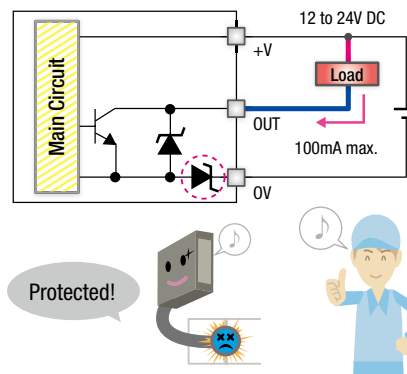 12 to 24V DC
+V
Load
Main Circuit
OUT
100mA max.
0V
Protected!